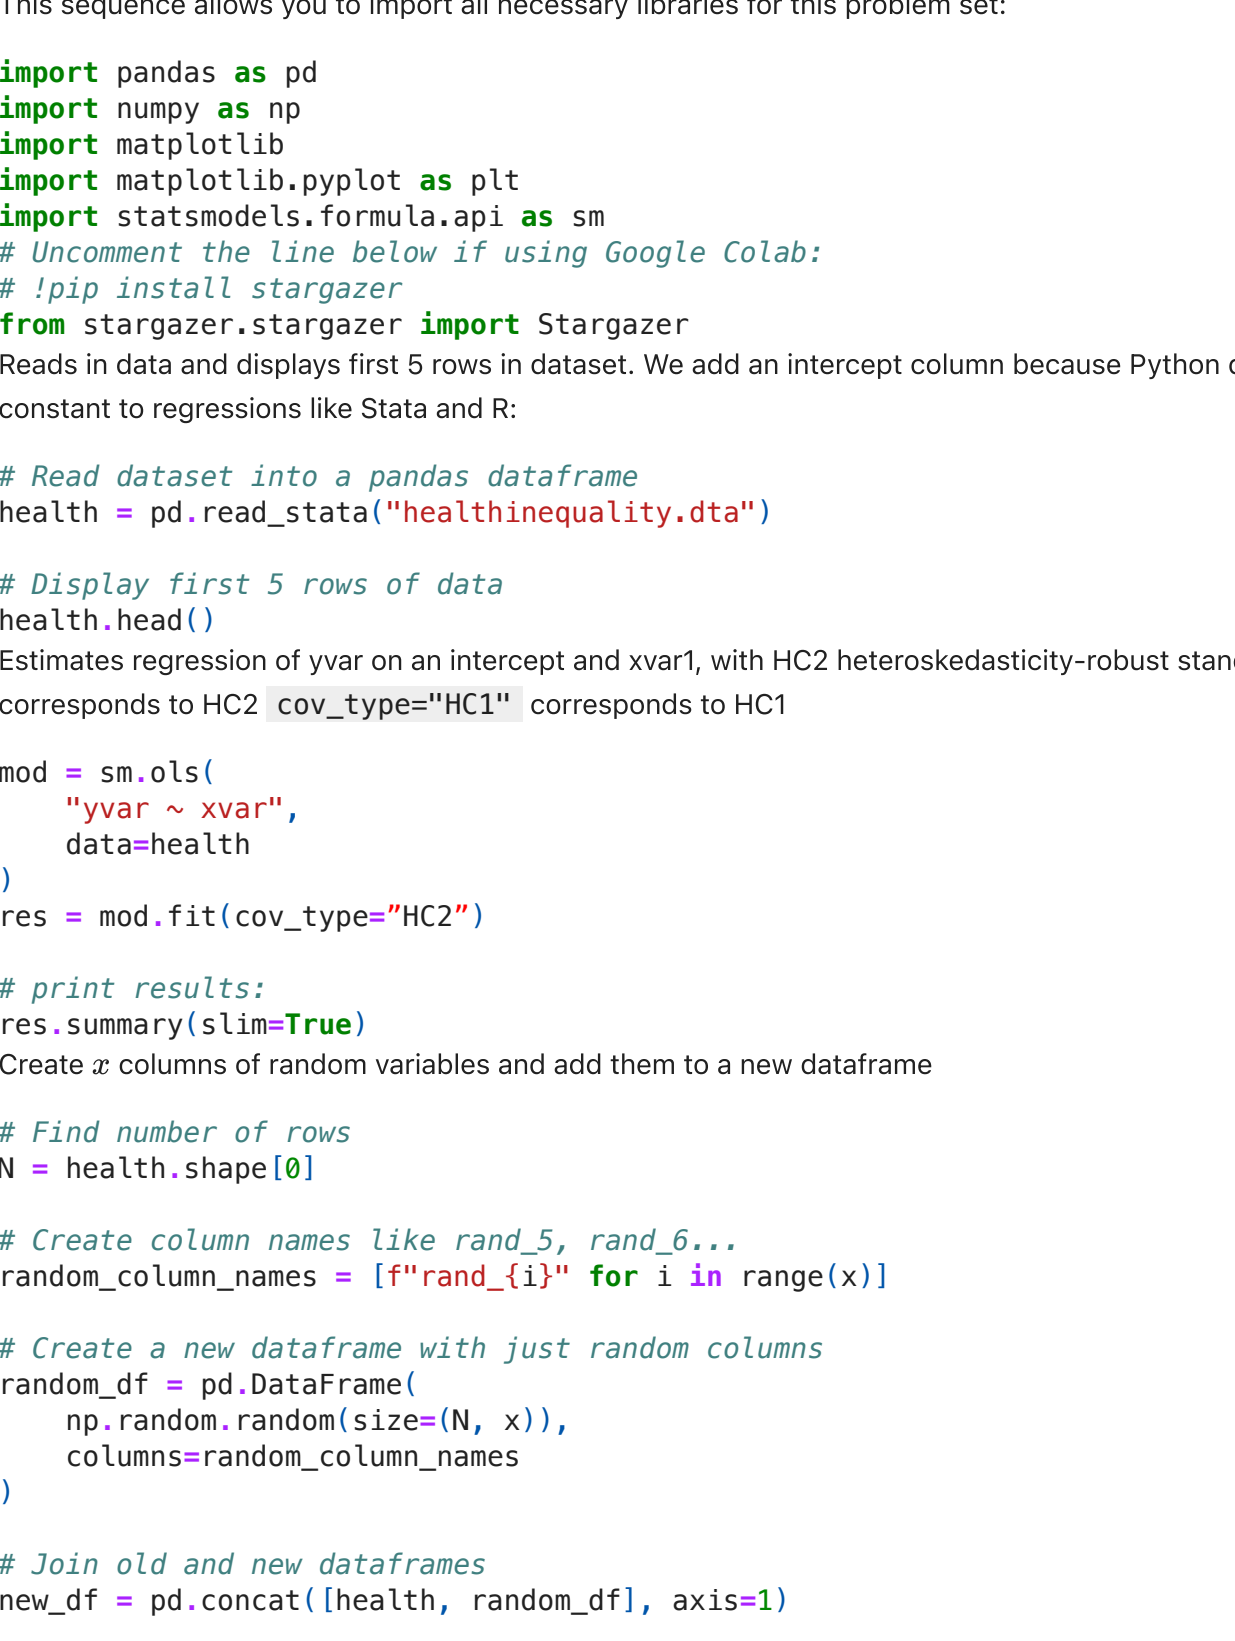 This sequence allows you to import all necessary libraries for this problem set:
import pandas as pd
import numpy as np
import matplotlib
import matplotlib.pyplot as plt
import statsmodels.formula.api as sm
# Uncomment the line below if using Google Colab:
# !pip install stargazer
from stargazer.stargazer import Stargazer
Reads in data and displays first 5 rows in dataset. We add an intercept column because Python
constant to regressions like Stata and R:
# Read dataset into a pandas dataframe
health = pd.read_stata("healthinequality.dta")
# Display first 5 rows of data
health.head()
Estimates regression of yvar on an intercept and xvar1, with HC2 heteroskedasticity-robust
corresponds to HC2 cov_type="HC1" corresponds to HC1
mod = sm.ols(
    "yvar ~ xvar",
    data=health
)
res = mod.fit(cov_type=”HC2”)
# print results:
res.summary(slim=True)
Create x columns of random variables and add them to a new dataframe
# Find number of rows
N = health.shape[0]
# Create column names like rand_5, rand_6...
random_column_names = [f"rand_{i}" for i in range(x)]
# Create a new dataframe with just random columns
random_df = pd.DataFrame(
    np.random.random(size=(N, x)),
    columns=random_column_names
)
# Join old and new dataframes
new_df = pd.concat([health, random_df], axis=1)